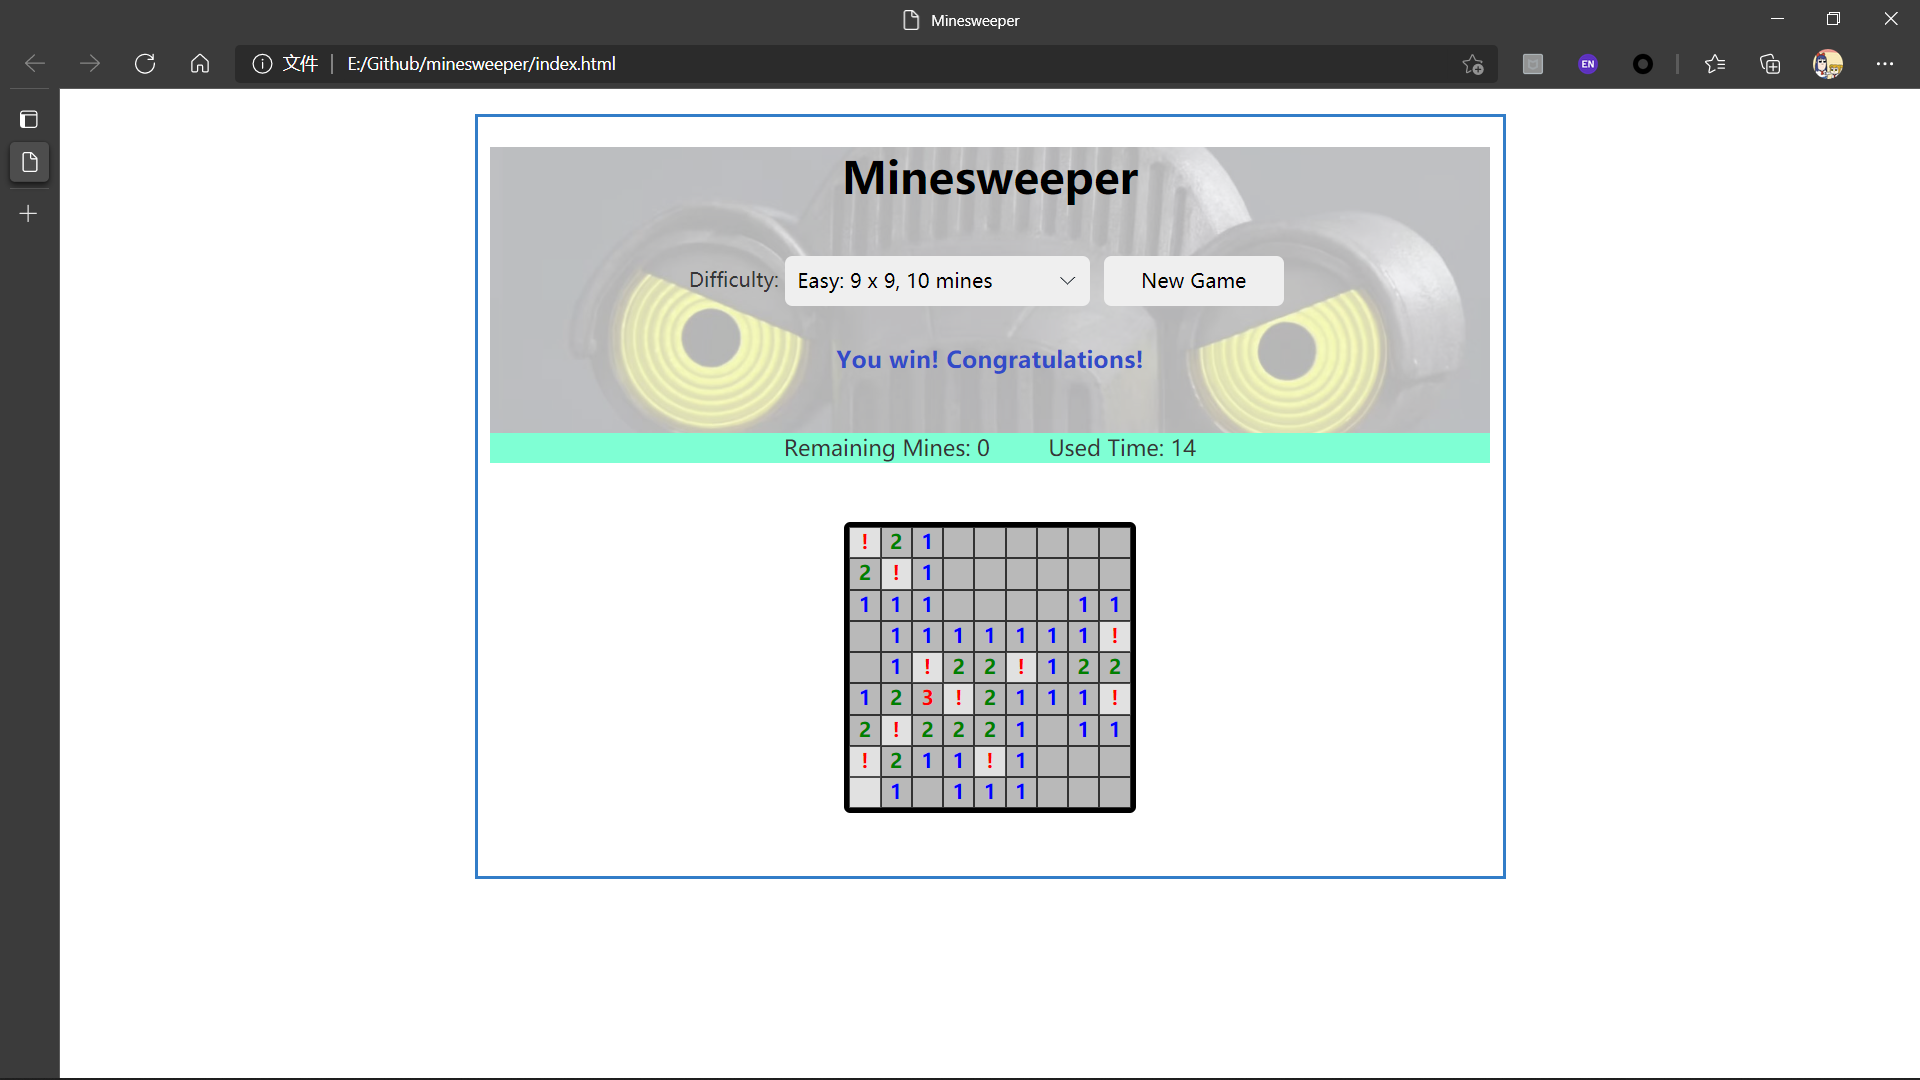 Minesweeper
文件 E:/Github/minesweeper/index.html
EN
Minesweeper
Difficulty: Easy: 9 x 9, 10 mines New Game
You win! Congratulations!
Remaining Mines: 0 Used Time: 14
! 2 1
2 ! 1
1 1 1 1 1
1 1 1 1 1 1 1 !
1 ! 2 2 ! 1 2 2
1 2 3 ! 2 1 1 1 !
2 ! 2 2 2 1 1 1
! 2 1 1 ! 1
1 1 1 1